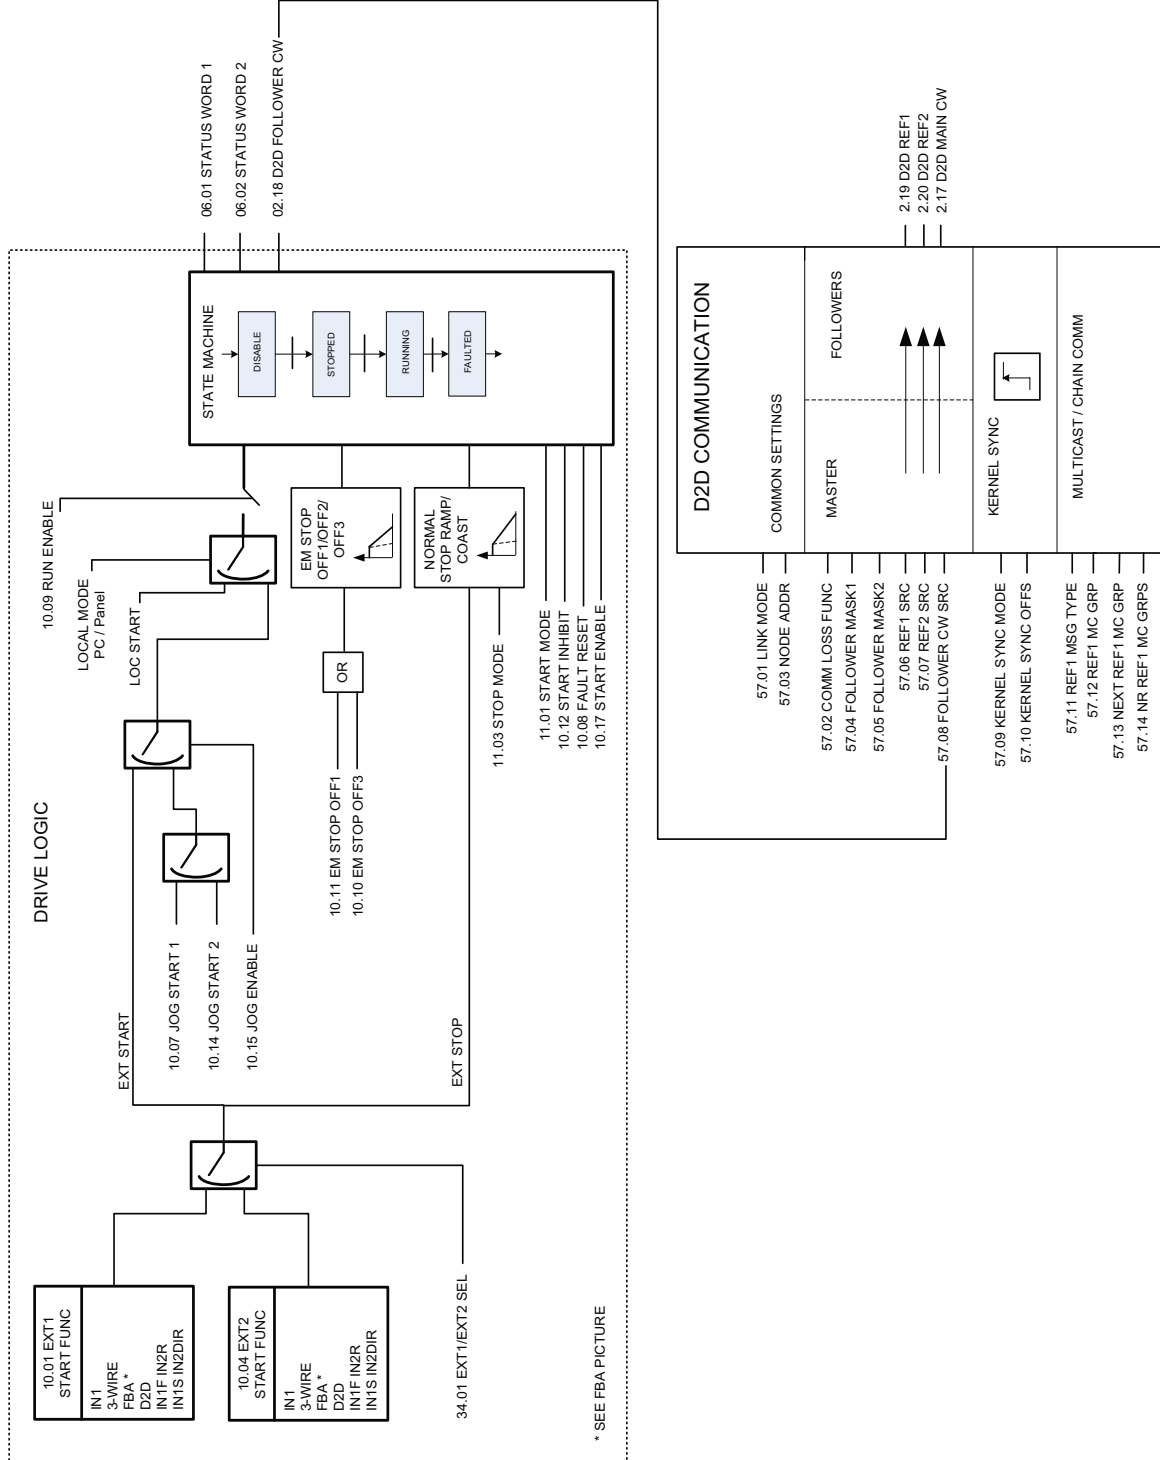 DRIVE LOGIC
10.01 EXT1
START FUNC
IN1
3-WIRE
FBA *
D2D
IN1F IN2R
IN1S IN2DIR
10.04 EXT2
START FUNC
IN1
3-WIRE
FBA *
D2D
IN1F IN2R
IN1S IN2DIR
34.01 EXT1/EXT2 SEL
* SEE FBA PICTURE
EXT START
10.07 JOG START 1
10.14 JOG START 2
10.15 JOG ENABLE
EXT STOP
10.09 RUN ENABLE
LOCAL MODE
PC / Panel
LOC START
10.11 EM STOP OFF1
10.10 EM STOP OFF3
OR
EM STOP
OFF1/OFF2/
OFF3
NORMAL
STOP RAMP/
COAST
11.03 STOP MODE
11.01 START MODE
10.12 START INHIBIT
10.08 FAULT RESET
10.17 START ENABLE
STATE MACHINE
DISABLE
STOPPED
RUNNING
FAULTED
06.01 STATUS WORD 1
06.02 STATUS WORD 2
02.18 D2D FOLLOWER CW
D2D COMMUNICATION
COMMON SETTINGS
57.01 LINK MODE
57.03 NODE ADDR
MASTER
FOLLOWERS
57.02 COMM LOSS FUNC
57.04 FOLLOWER MASK1
57.05 FOLLOWER MASK2
57.06 REF1 SRC
57.07 REF2 SRC
57.08 FOLLOWER CW SRC
2.19 D2D REF1
2.20 D2D REF2
2.17 D2D MAIN CW
KERNEL SYNC
57.09 KERNEL SYNC MODE
57.10 KERNEL SYNC OFFS
MULTICAST / CHAIN COMM
57.11 REF1 MSG TYPE
57.12 REF1 MC GRP
57.13 NEXT REF1 MC GRP
57.14 NR REF1 MC GRPS